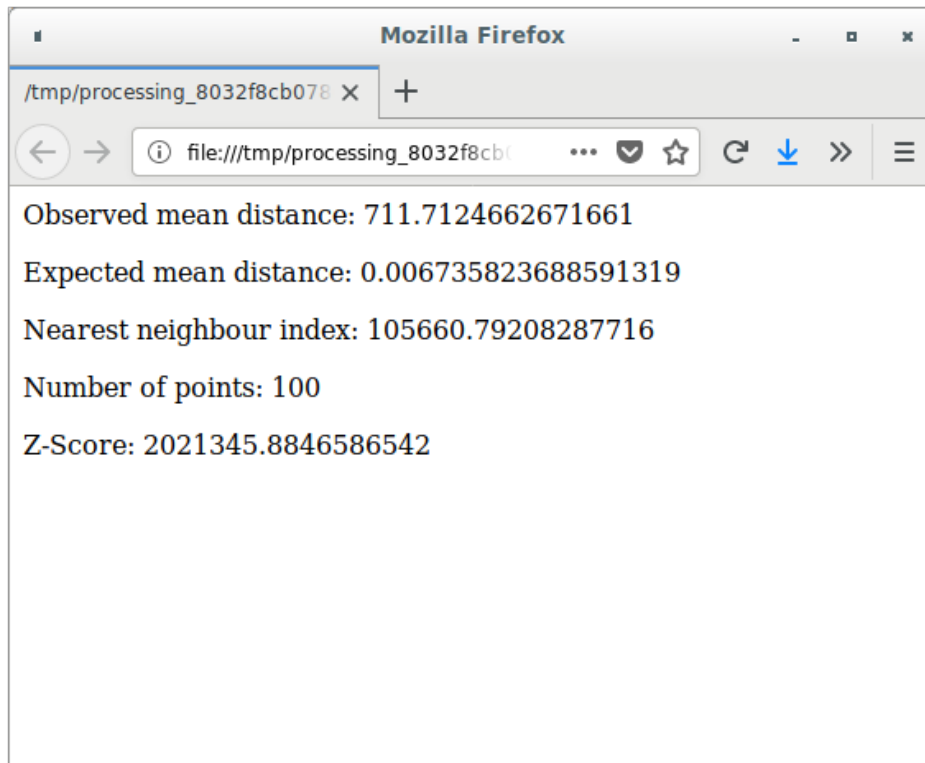 Mozilla Firefox
/tmp/processing_8032f8cb078
file:///tmp/processing_8032f8cb
Observed mean distance: 711.7124662671661
Expected mean distance: 0.006735823688591319
Nearest neighbour index: 105660.79208287716
Number of points: 100
Z-Score: 2021345.8846586542